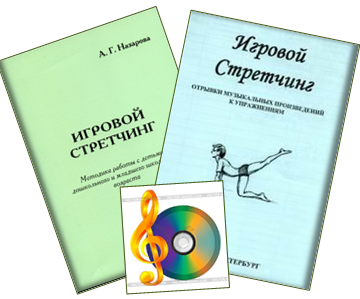 А. Г. Назарова
ИГРОВОЙ
СТРЕТЧИНГ
Методика работы с детьми
дошкольного и младшего
возраста
Игровой
Стретчинг
ОТРЫВКИ МУЗЫКАЛЬНЫХ ПРОИЗВЕДЕНИЙ
К УПРАЖНЕНИЯМ